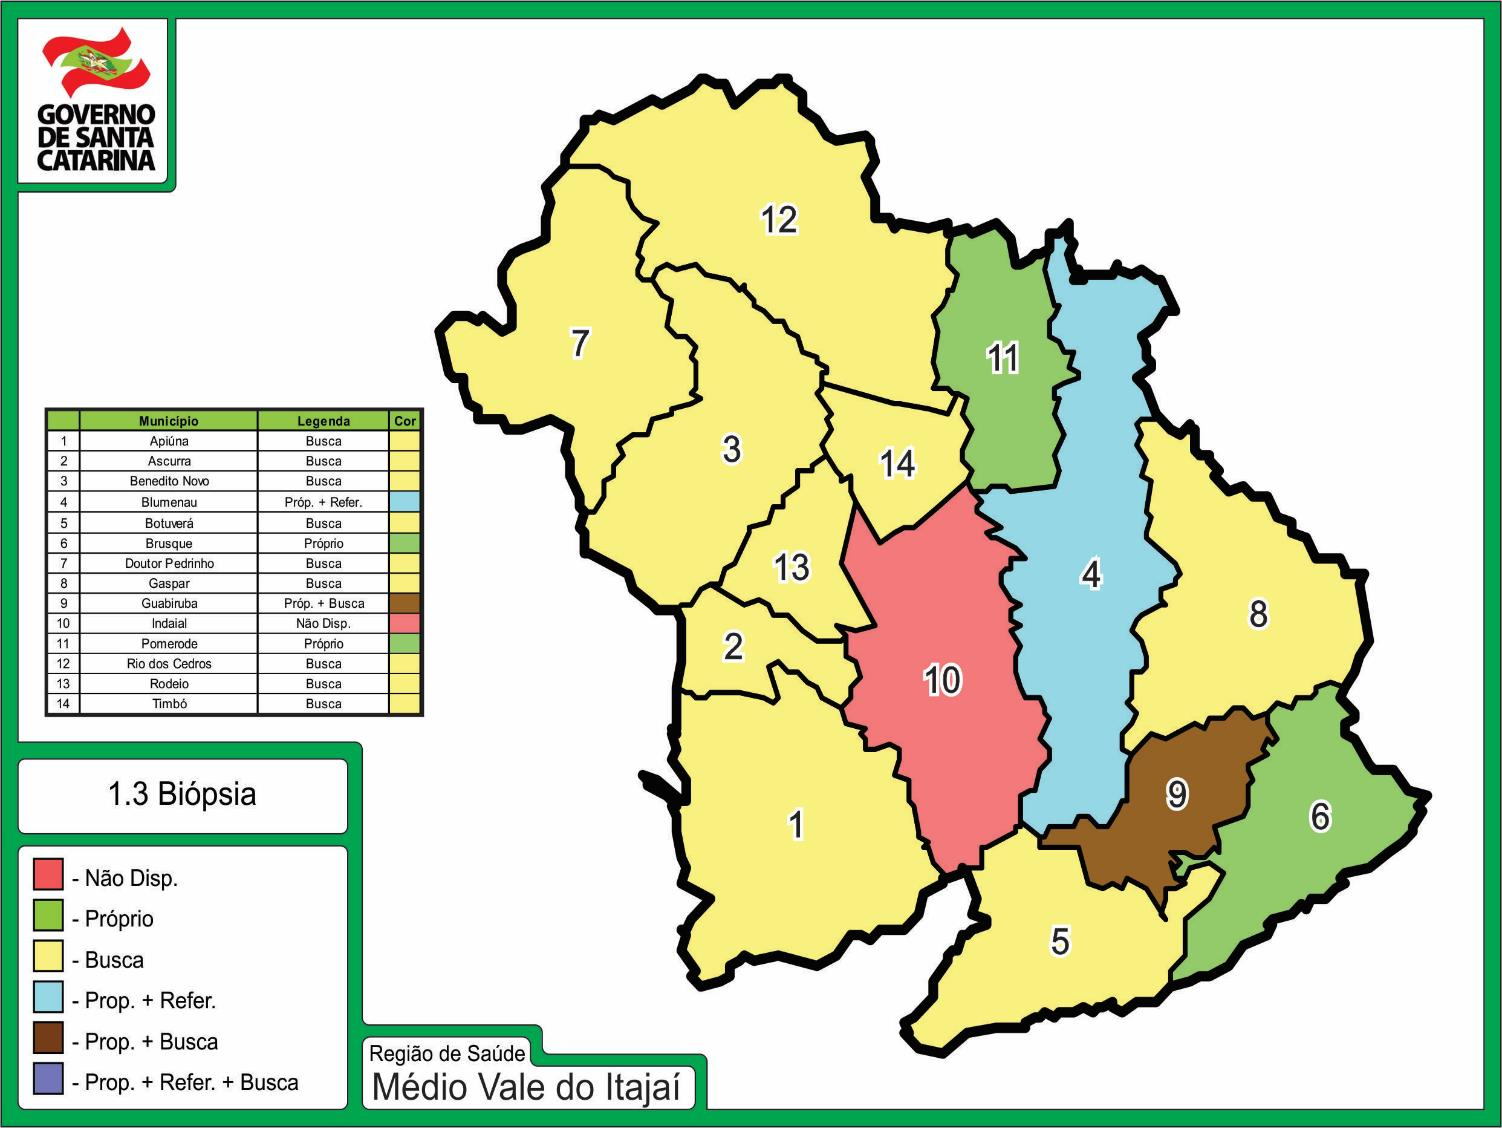 GOVERNO
DE SANTA
CATARINA
12
7
11
3
14
13
4
8
2
10
9
1
6
5
Município Legenda Cor
1 Apiúna Busca
2 Ascurra Busca
3 Benedito Novo Busca
4 Blumenau Próp. + Refer.
5 Botuverá Busca
6 Brusque Próprio
7 Doutor Pedrinho Busca
8 Gaspar Busca
9 Guabiruba Próp. + Busca
10 Indaial Não Disp.
11 Pomerode Próprio
12 Rio dos Cedros Busca
13 Rodeio Busca
14 Timbó Busca
1.3 Biópsia
- Não Disp.
- Próprio
- Busca
- Prop. + Refer.
- Prop. + Busca
- Prop. + Refer. + Busca
Região de Saúde
Médio Vale do Itajaí